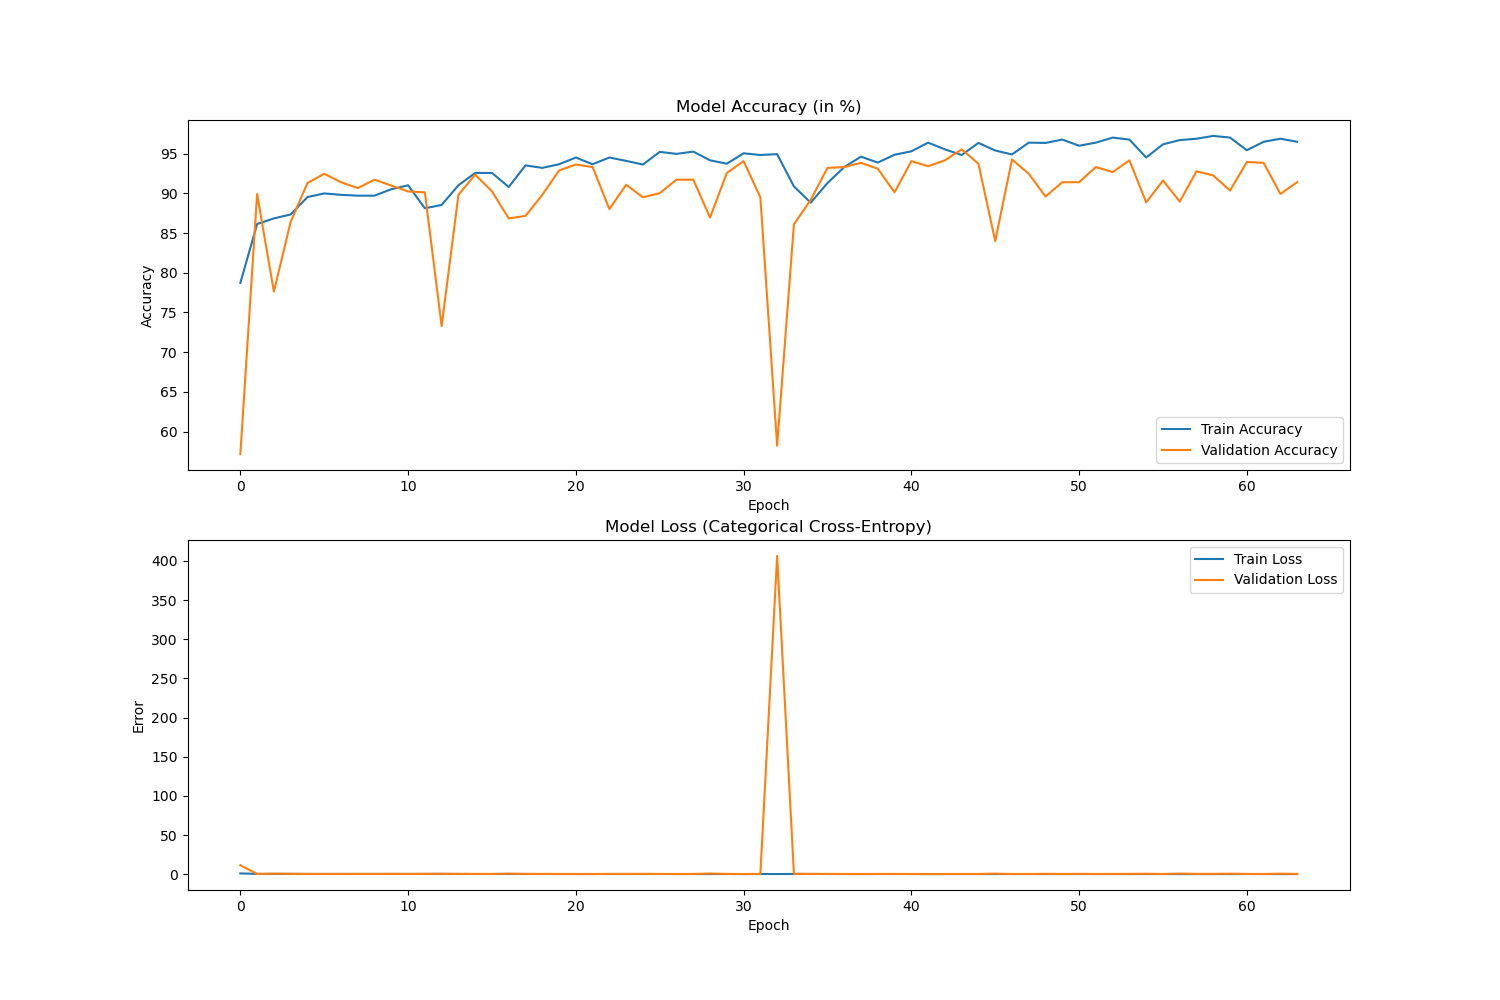 Model Accuracy (in %)
Accuracy
95
90
85
80
75
70
65
60
Train Accuracy
Validation Accuracy
0 10 20 30 40 50 60
Epoch
Model Loss (Categorical Cross-Entropy)
Error
400
350
300
250
200
150
100
50
0
Train Loss
Validation Loss
0 10 20 30 40 50 60
Epoch